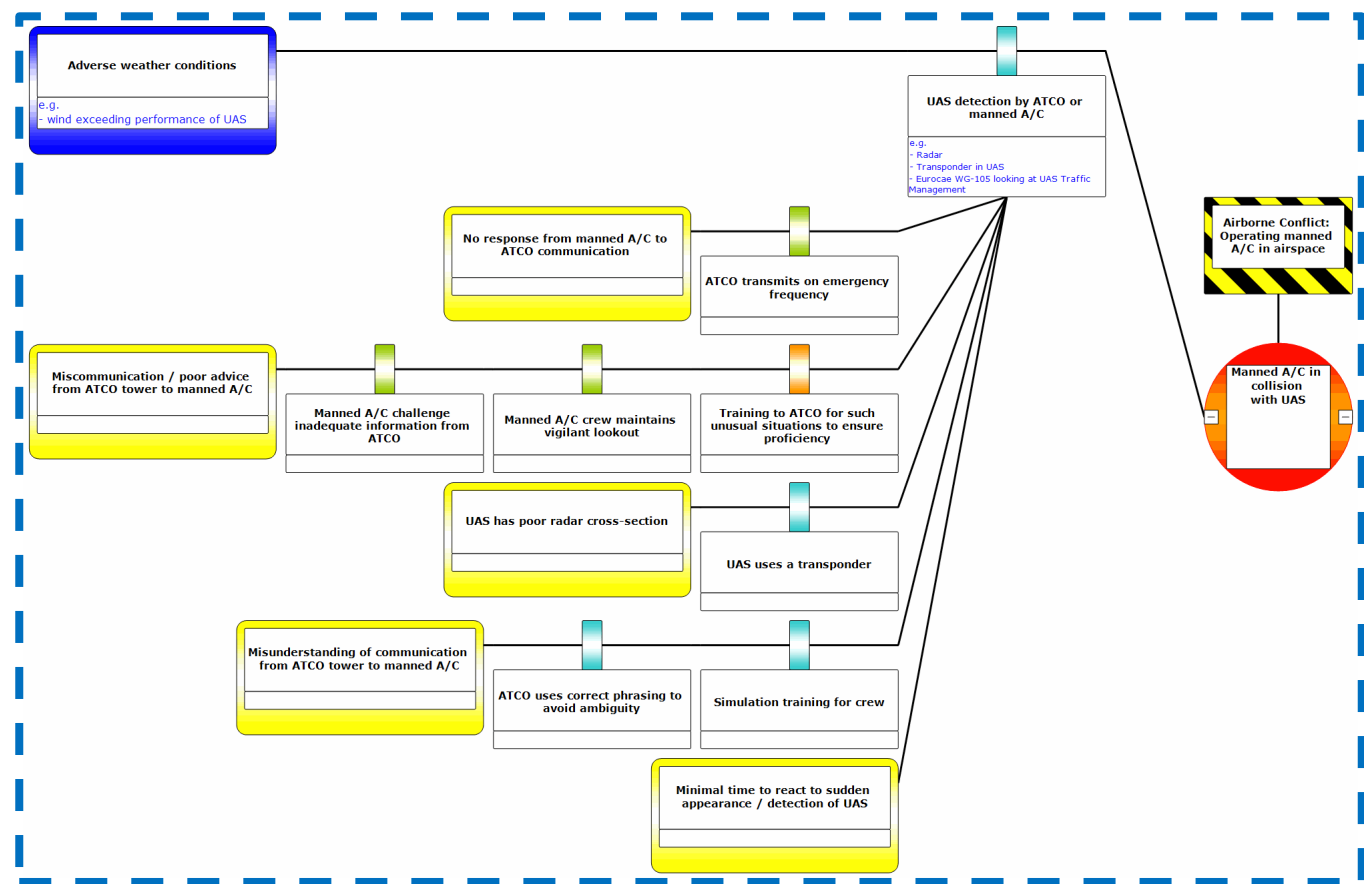 Adverse weather conditions
e.g.
- wind exceeding performance of UAS
UAS detection by ATCO or
manned A/C
e.g.
- Radar
- Transponder in UAS
- Eurocae WG-105 looking at UAS Traffic
Management
Airborne Conflict:
Operating manned
A/C in airspace
No response from manned A/C to
ATCO communication
ATCO transmits on emergency
frequency
Manned A/C in
collision
with UAS
Miscommunication / poor advice
from ATCO tower to manned A/C
Manned A/C challenge
inadequate information from
ATCO
Manned A/C crew maintains
vigilant lookout
Training to ATCO for such
unusual situations to ensure
proficiency
UAS has poor radar cross-section
UAS uses a transponder
Misunderstanding of communication
from ATCO tower to manned A/C
ATCO uses correct phrasing to
avoid ambiguity
Simulation training for crew
Minimal time to react to sudden
appearance / detection of UAS